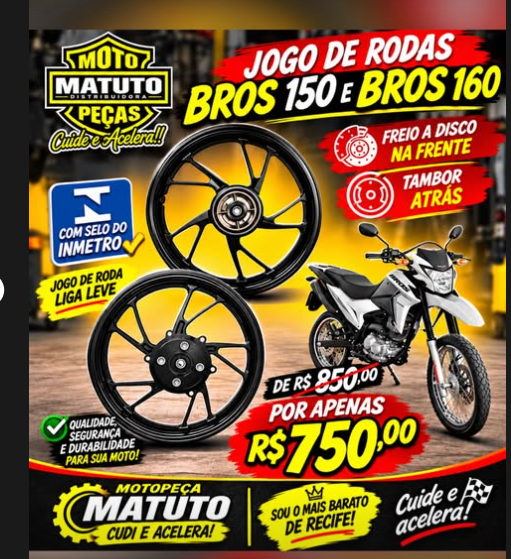 MOTO
MATUTO
DISTRIBUIDORA
PEÇAS
Cuide e Acelera!!
JOGO DE RODAS
BROS 150 E BROS 160
FREIO A DISCO
NA FRENTE
TAMBOR
ATRÁS
COM SELO DO
INMETRO
JOGO DE RODA
LIGA LEVE
DE R$ 850,00
POR APENAS
R$ 750,00
QUALIDADE,
SEGURANÇA
E DURABILIDADE
PARA SUA MOTO!
MOTOPEÇA
MATUTO
CUDI E ACELERA!
SOU O MAIS BARATO
DE RECIFE!
Cuide e
acelera!